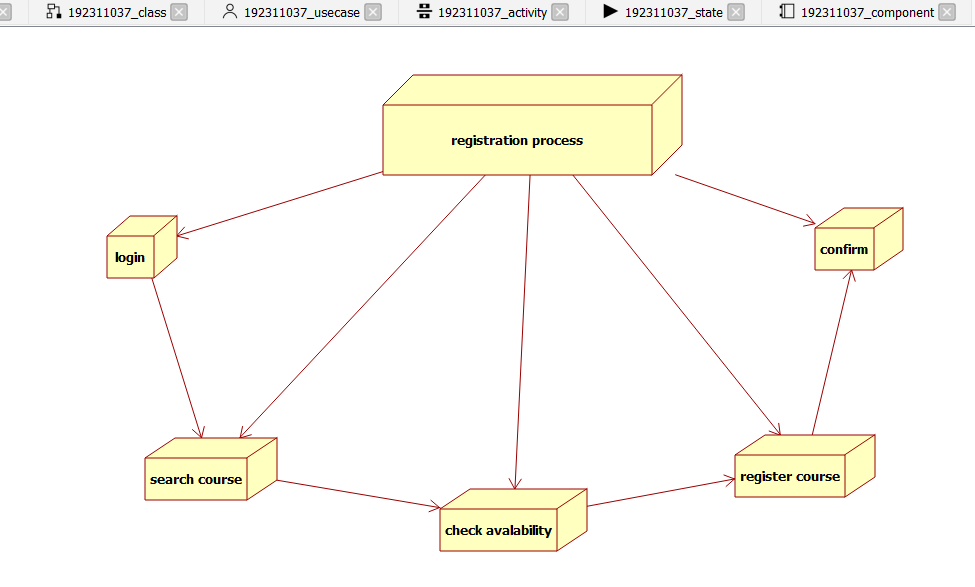 192311037_class
192311037_usecase
192311037_activity
192311037_state
192311037_component
registration process
login
confirm
search course
register course
check avalability